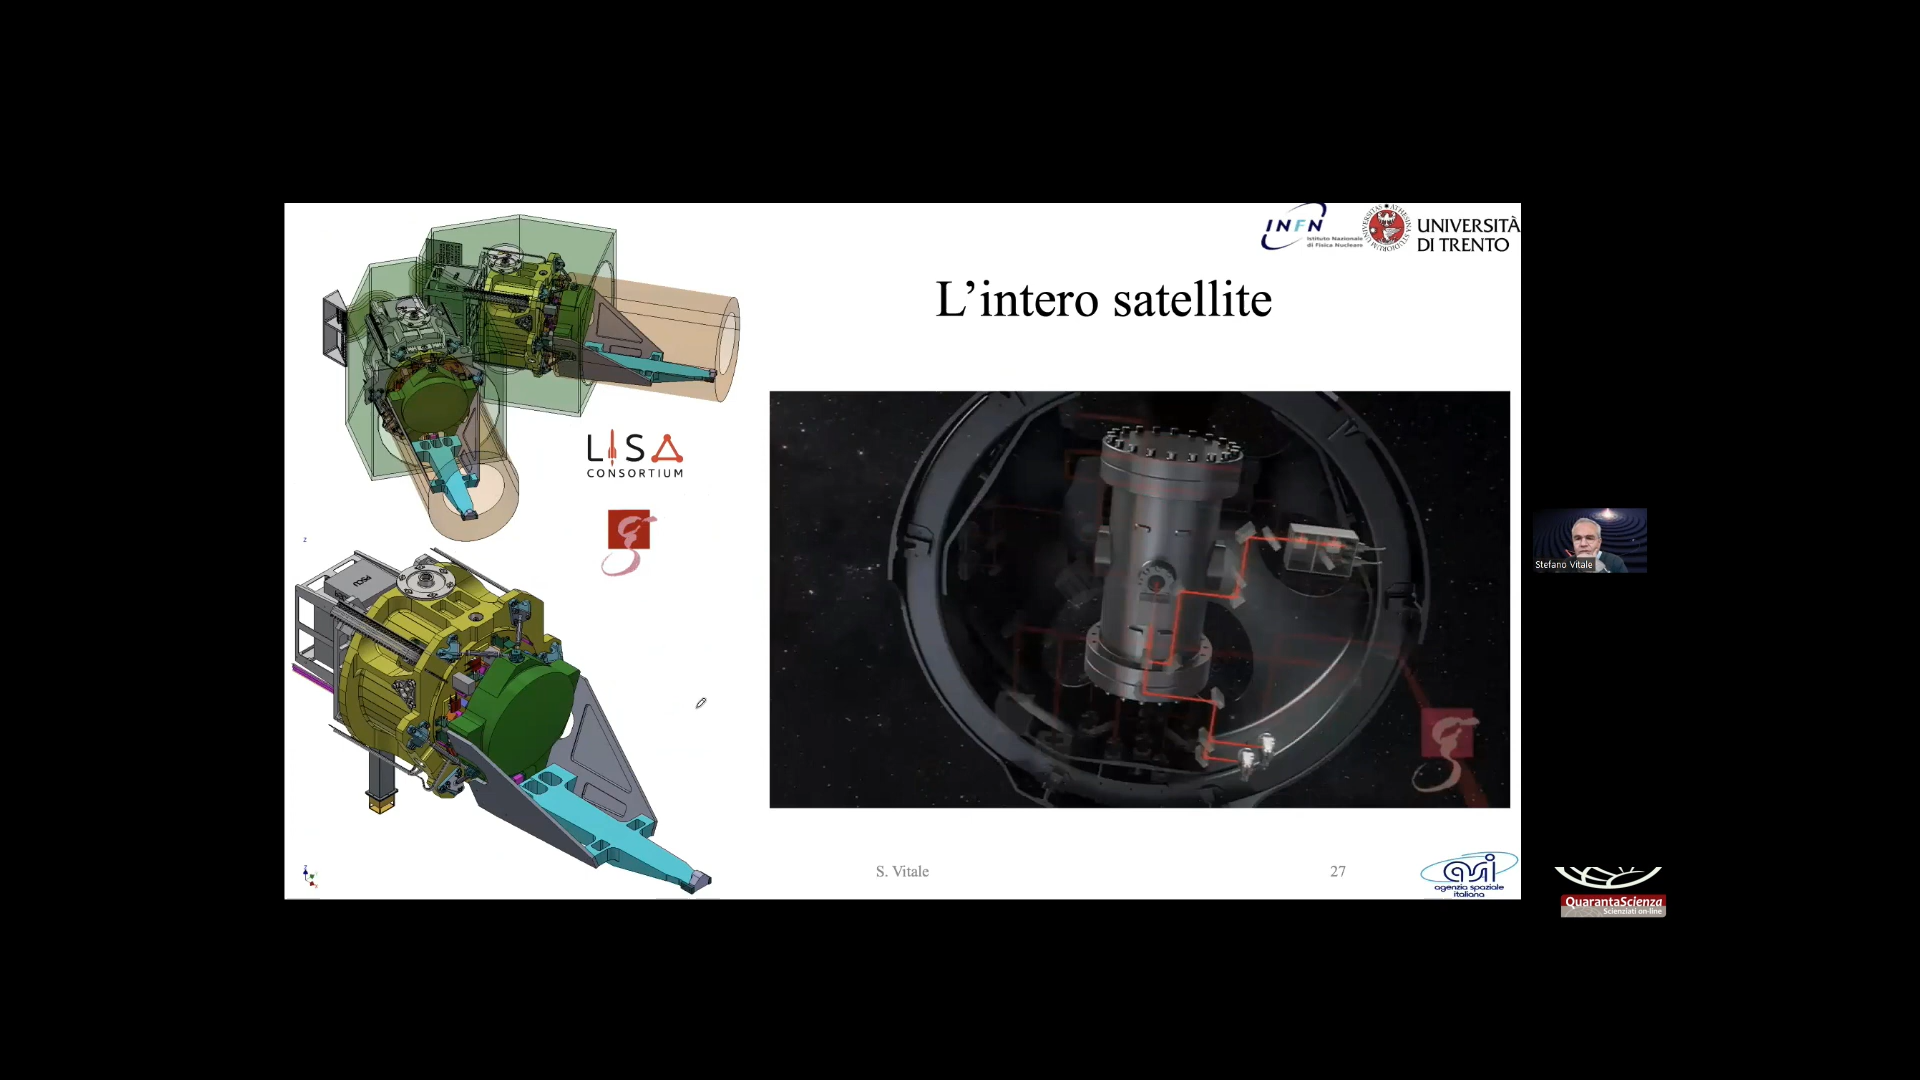 INFN
Istituto Nazionale
di Fisica Nucleare
UNIVERSITÀ
DI TRENTO
L’intero satellite
LISA
CONSORTIUM
g
g
Stefano Vitale
S. Vitale
27
asi
agenzia spaziale
italiana
QuarantaScienza
Scienziati on-line